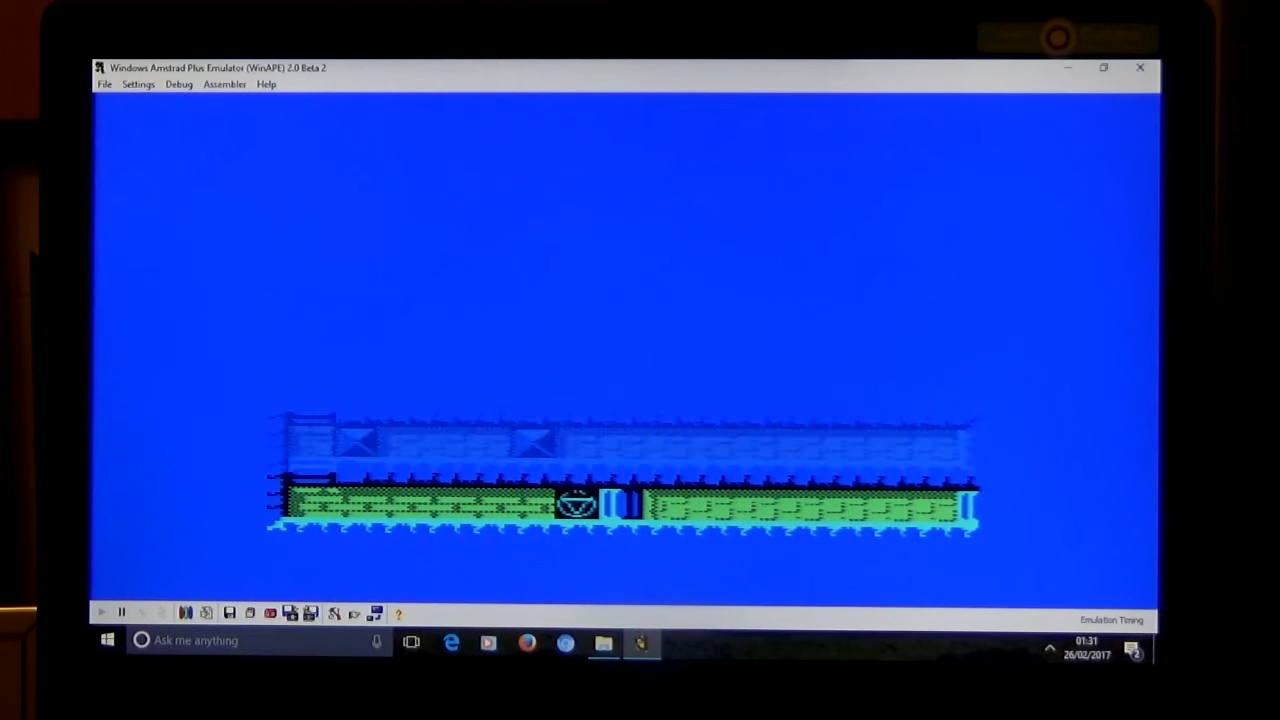 Windows Amstrad Plus Emulator (WinAPE) 2.0 Beta 2
File Settings Debug Assembler Help
Emulation Timing
Ask me anything
01:31
26/02/2017
2